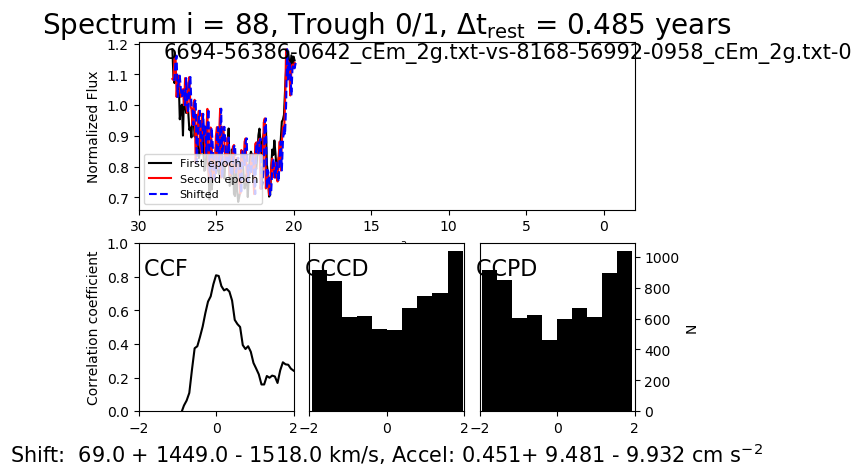 Spectrum i = 88, Trough 0/1, Δt_rest = 0.485 years
6694-56386-0642_cEm_2g.txt-vs-8168-56992-0958_cEm_2g.txt-0
Normalized Flux
1.2
1.1
1.0
0.9
0.8
0.7
First epoch
Second epoch
Shifted
30 25 20 15 10 5 0
Correlation coefficient
1.0
0.8
0.6
0.4
0.2
0.0
CCF
CCCD
CCPD
1000
800
600
400
200
0
N
−2 0 −2 0 −2 0 2
Shift:  69.0 + 1449.0 - 1518.0 km/s, Accel: 0.451+ 9.481 - 9.932 cm s⁻²